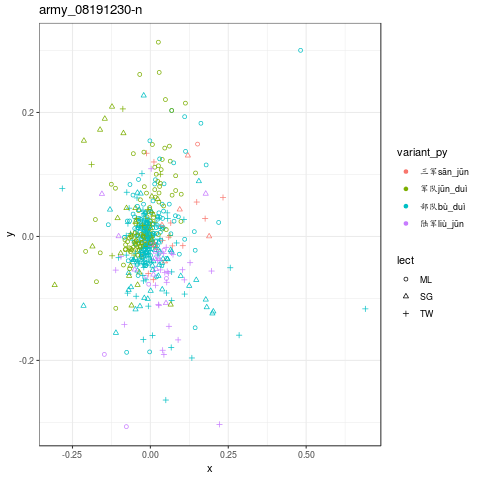 army_08191230-n
variant_py
三军sān_jūn
军队jūn_duì
部队bù_duì
陆军lù_jūn
lect
ML
SG
TW
y
0.2
0.0
-0.2
-0.25
0.00
0.25
0.50
x